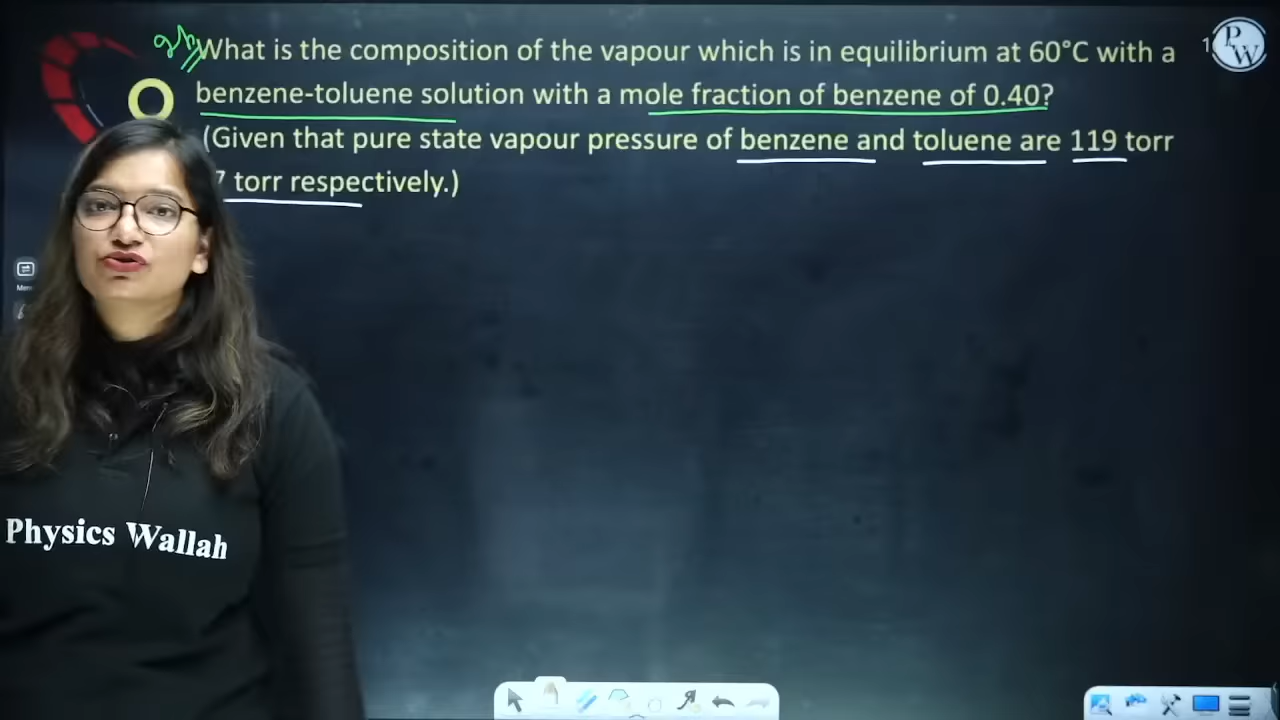 What is the composition of the vapour which is in equilibrium at 60°C with a
benzene-toluene solution with a mole fraction of benzene of 0.40?
(Given that pure state vapour pressure of benzene and toluene are 119 torr
7 torr respectively.)
P
W
Physics Wallah